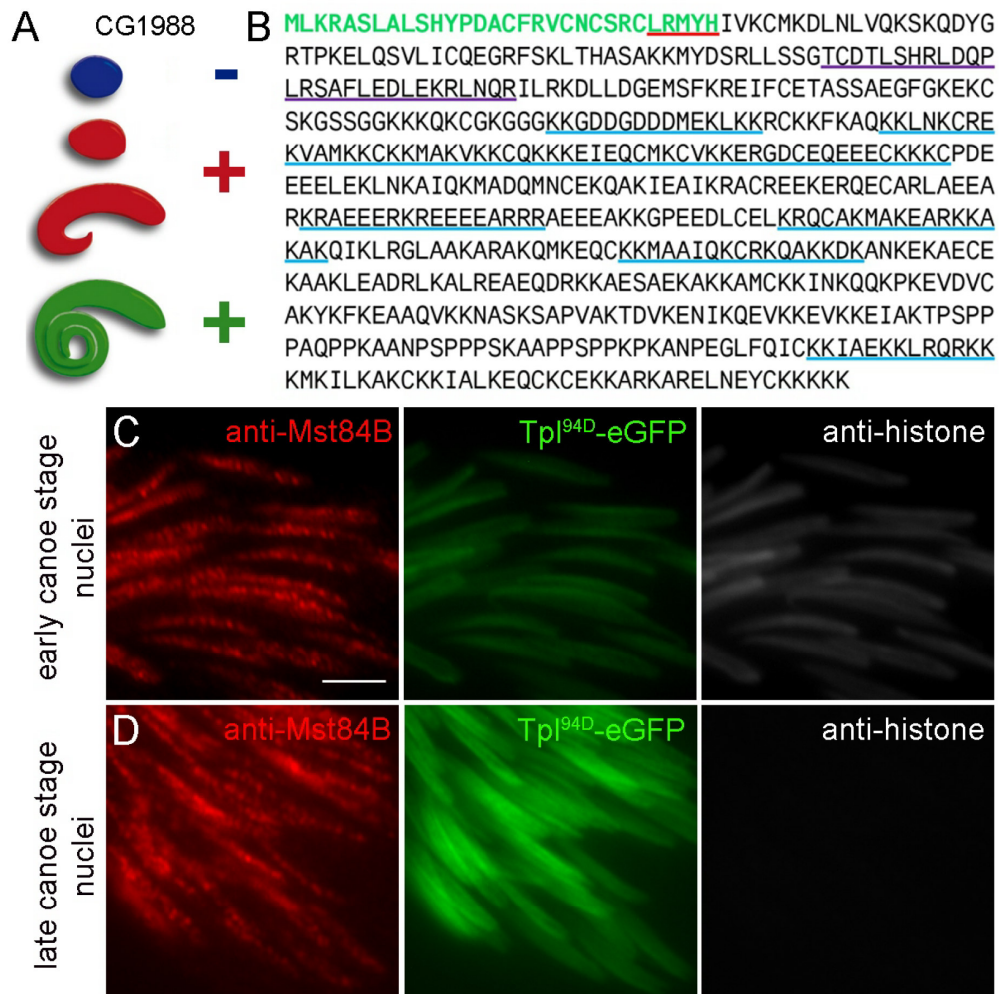 A
CG1988
-
+
+
B
MLKRASLALSHYPDACFRVCNCSRCLRMYHIVKCMKDLNLVQKSKQDYG
RTPKELQSVLICQEGRFSKLTHASAKKMYDSRLLSSGTCDTLSHRLDQP
LRSAFLEDLEKRLNQRILRKDLLDGEMSFKREIFCETASSAEGFGKEKC
SKGSSGGKKKQKCGKGGGKKGDDGDDDMEKLKKRCKKFKAQKKLNKCRE
KVAMKKCKKMAKVKKCQKKKEIEQCMKCVKKERGDCEQEEECKKKCPDE
EEELEKLNKAIQKMADQMNCEKQAKIEAIKRACREEKERQECARLAEEA
RKRAEEERKREEEEARRRAEEEAKKGPEEDLCELKRQCAKMAKEARKKA
KAKQIKLRGLAAKARAKQMKEQCKKMAAIQKCRKQAKKDKANKEKAECE
KAAKLEADRLKALREAEQDRKKAESAEKAKKAMCKKINKQQKPKEVDVC
AKYKFKEAAQVKKNASKSAPVAKTDVKENIKQEVKKEVKKEIAKTPSPP
PAQPPKAANPSPPPSKAAPPSPPKPKANPEGLFQICKKIAEKKLRQRKK
KMKILKAKCKKIALKEQCKCEKKARKARELNEYCKKKKK
early canoe stage
nuclei
C
anti-Mst84B
Tpl94D-eGFP
anti-histone
late canoe stage
nuclei
D
anti-Mst84B
Tpl94D-eGFP
anti-histone